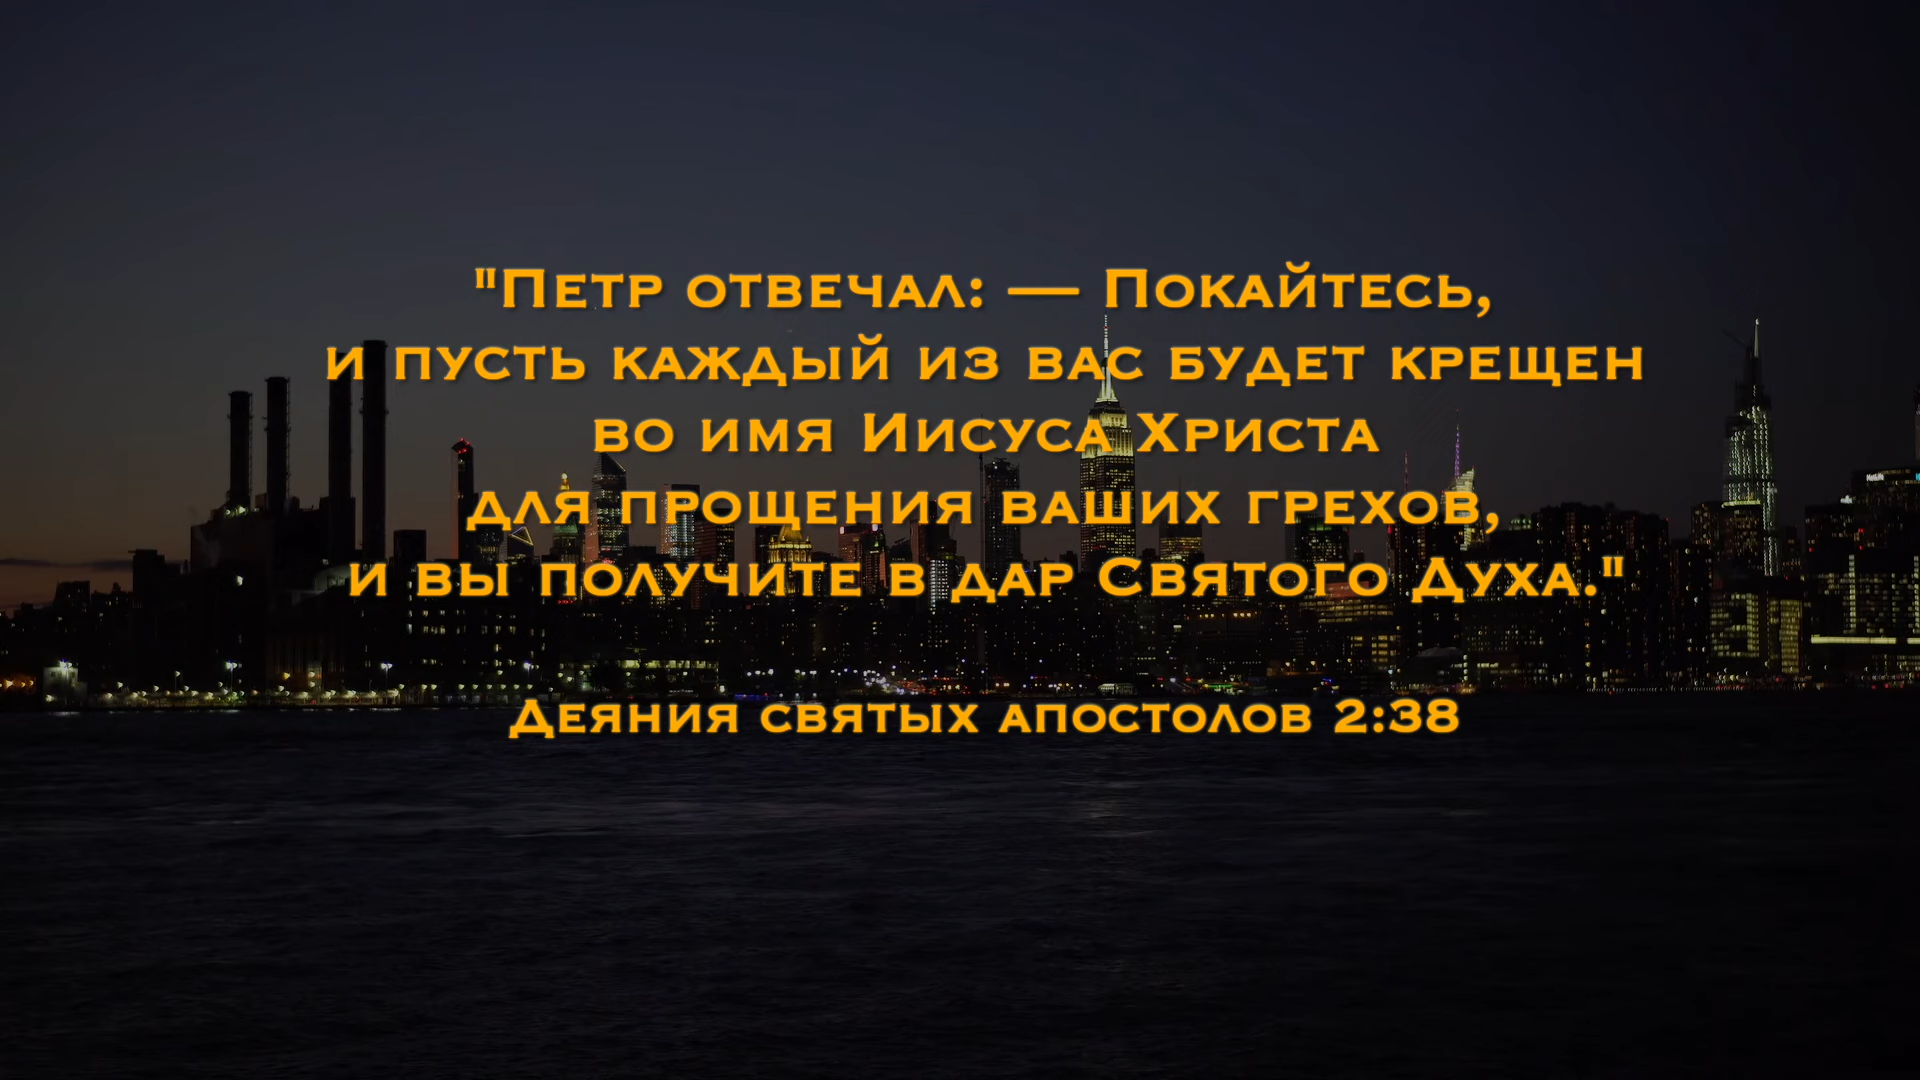 "Петр отвечал: — Покайтесь,
и пусть каждый из вас будет крещен
во имя Иисуса Христа
для прощения ваших грехов,
и вы получите в дар Святого Духа."
Деяния святых апостолов 2:38